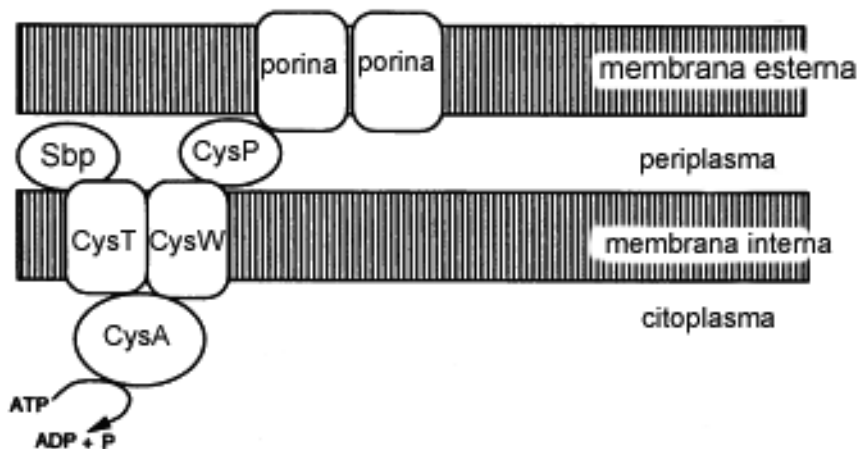 porina porina membrana esterna
Sbp CysP periplasma
CysT CysW membrana interna
CysA citoplasma
ATP
ADP + P